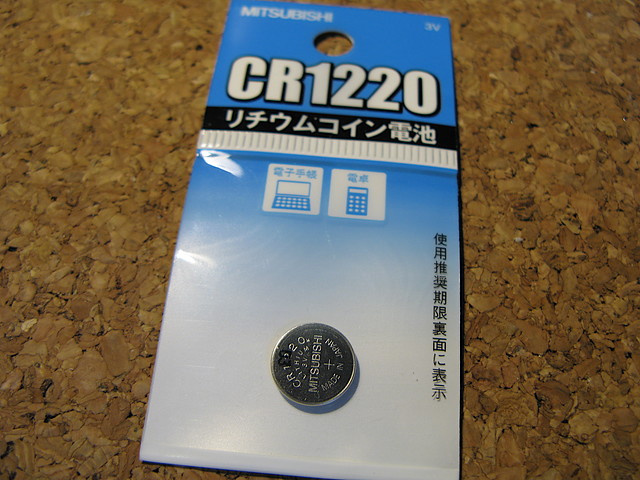 MITSUBISHI
3V
CR1220
リチウムコイン電池
電子手帳
電卓
使用推奨期限裏面に表示
CR1220
3V
MITSUBISHI
MADE IN JAPAN
+